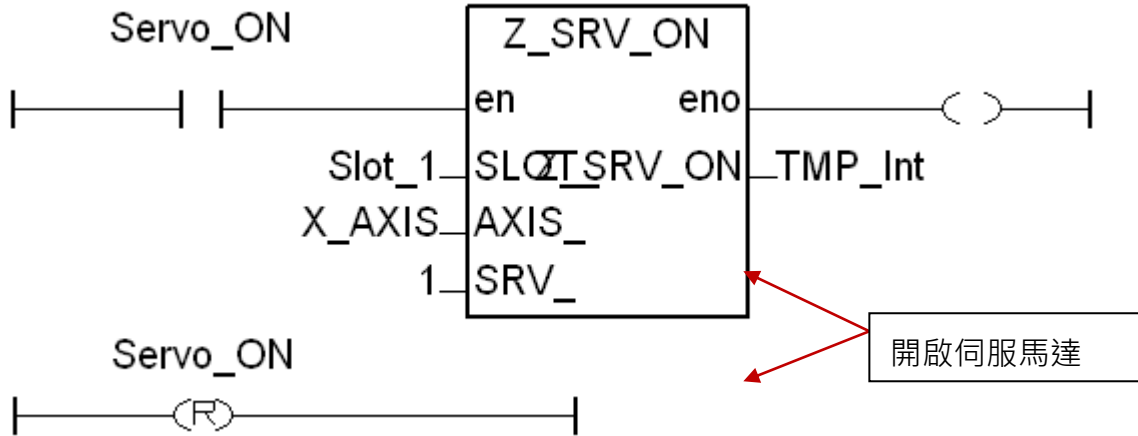 Servo_ON
Z_SRV_ON
en eno
Slot_1 SLOT_ Z_SRV_ON TMP_Int
X_AXIS AXIS_
1 SRV_
開啟伺服馬達
Servo_ON
R